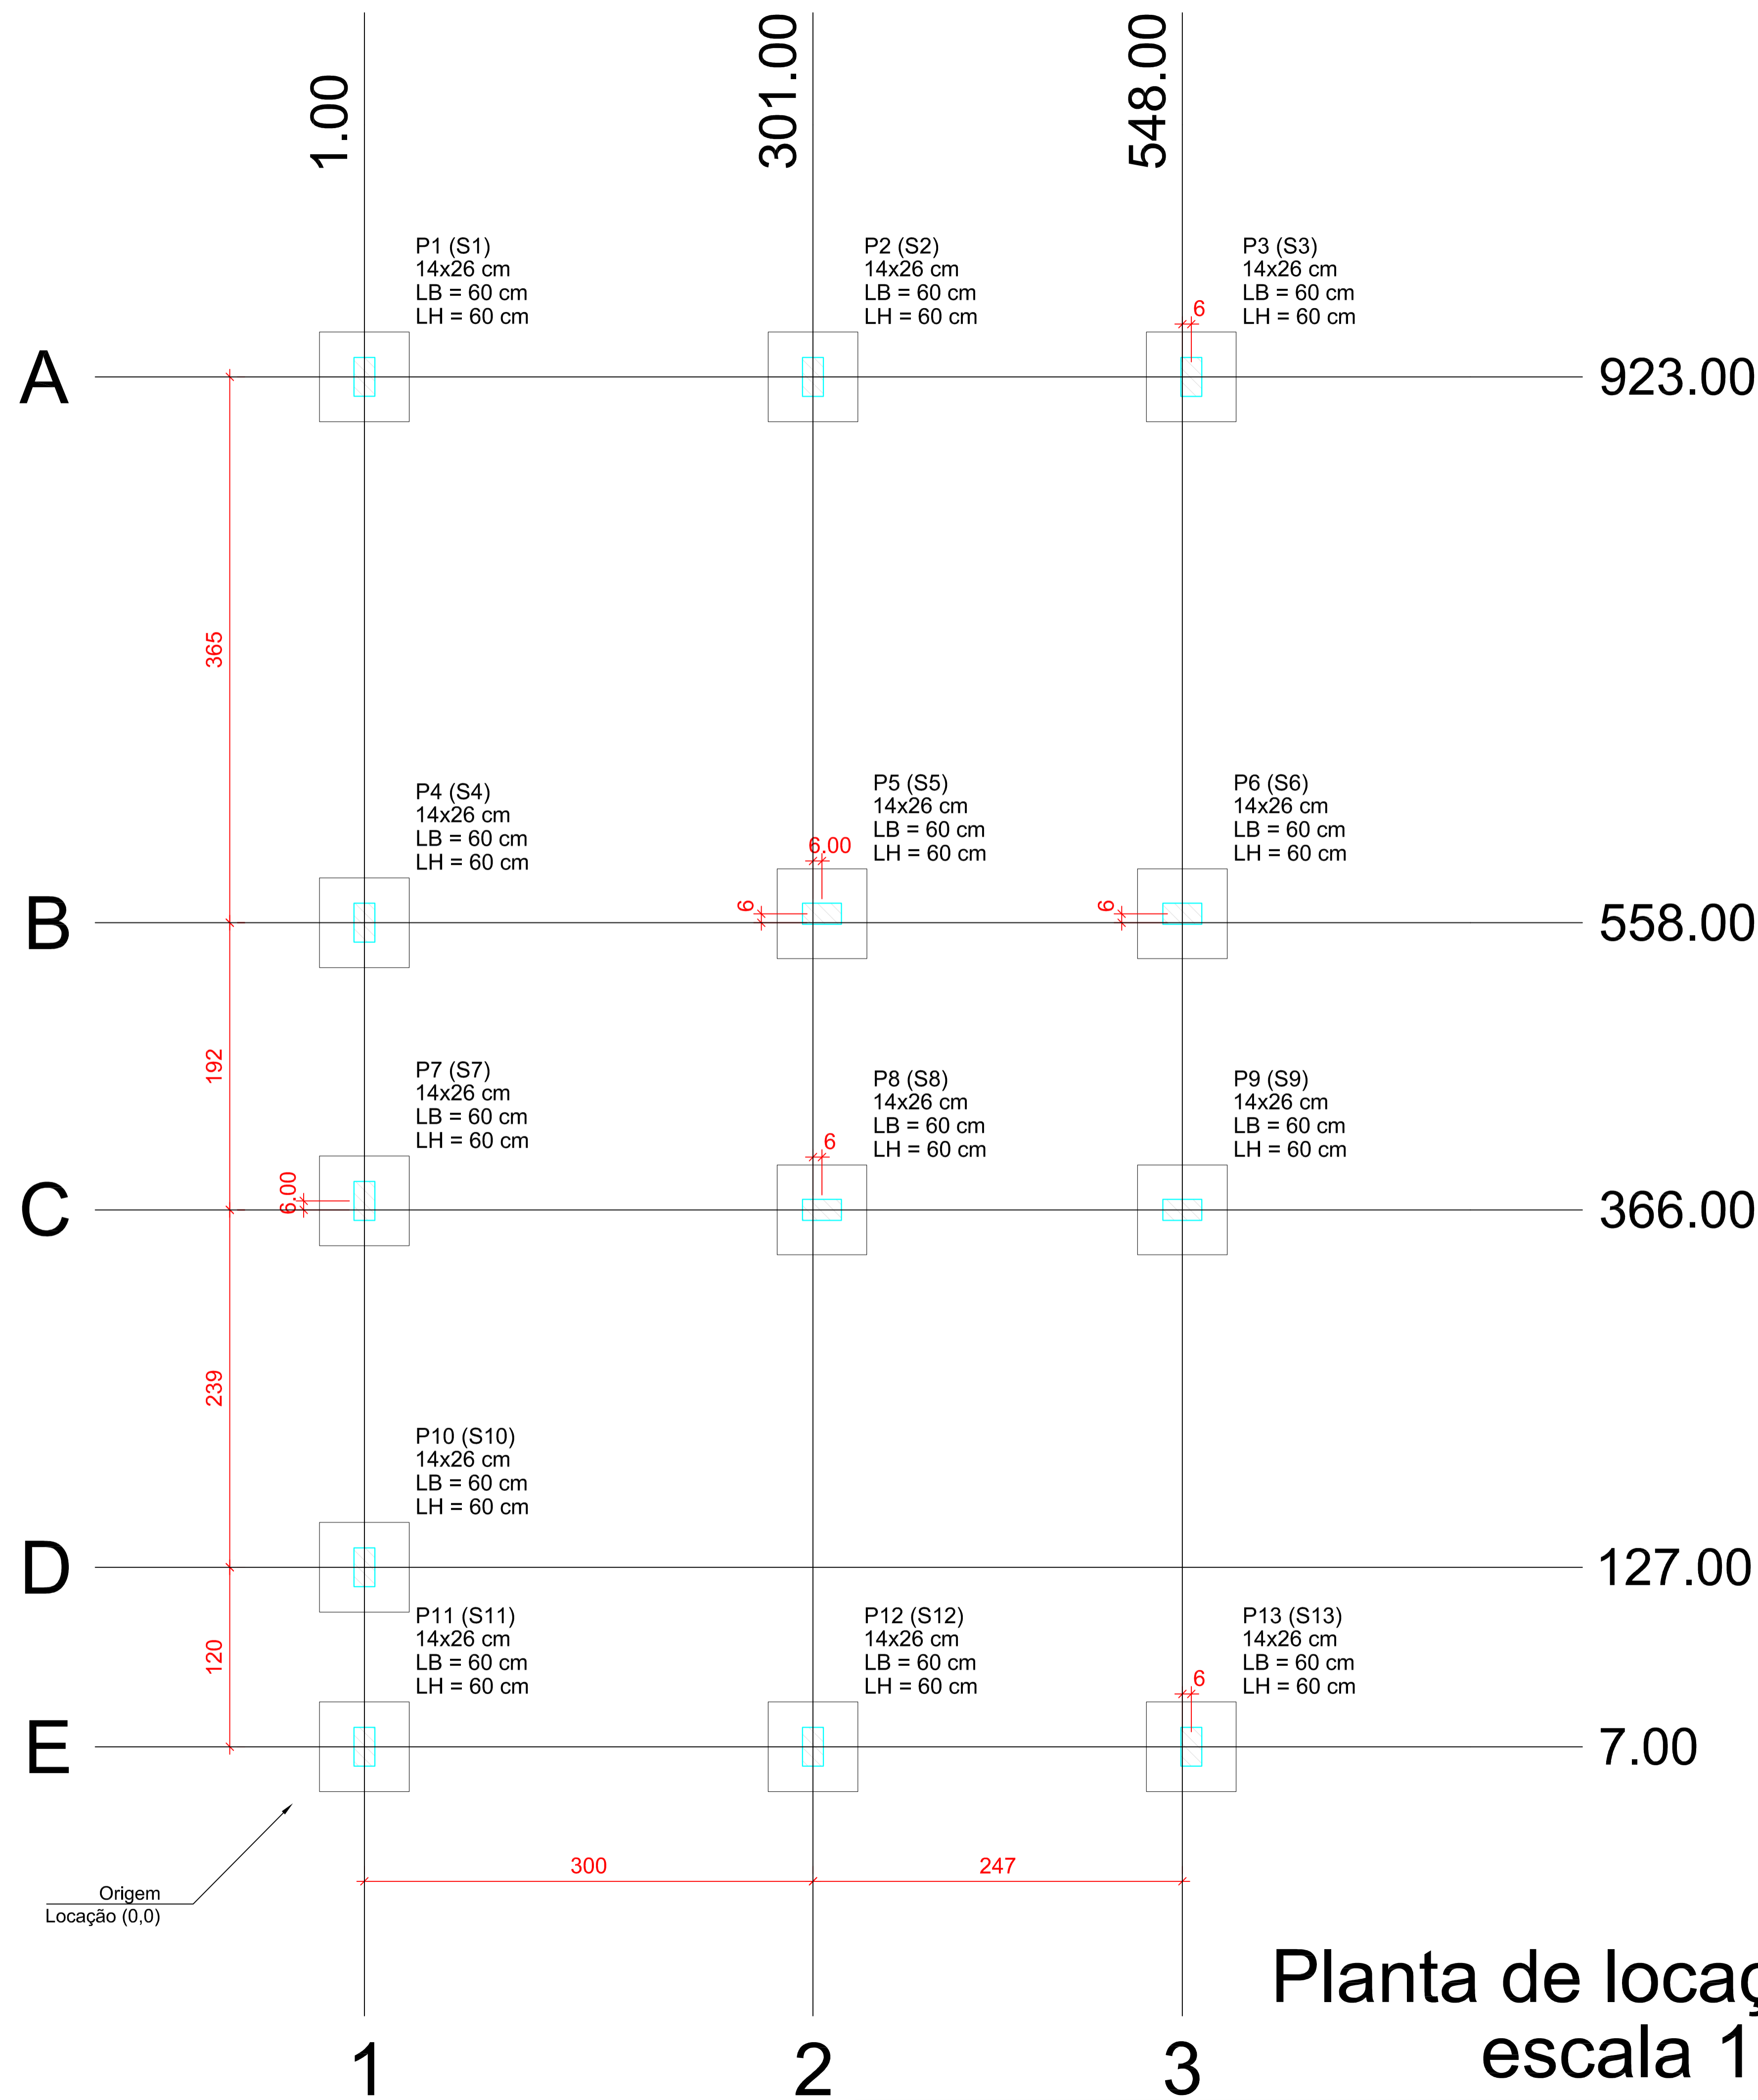 1.00
301.00
548.00
P1 (S1)
14x26 cm
LB = 60 cm
LH = 60 cm
P2 (S2)
14x26 cm
LB = 60 cm
LH = 60 cm
P3 (S3)
14x26 cm
LB = 60 cm
LH = 60 cm
6
A
923.00
365
P4 (S4)
14x26 cm
LB = 60 cm
LH = 60 cm
P5 (S5)
14x26 cm
LB = 60 cm
LH = 60 cm
6.00
6
P6 (S6)
14x26 cm
LB = 60 cm
LH = 60 cm
6
B
558.00
192
P7 (S7)
14x26 cm
LB = 60 cm
LH = 60 cm
6.00
P8 (S8)
14x26 cm
LB = 60 cm
LH = 60 cm
6
P9 (S9)
14x26 cm
LB = 60 cm
LH = 60 cm
C
366.00
239
P10 (S10)
14x26 cm
LB = 60 cm
LH = 60 cm
D
127.00
120
P11 (S11)
14x26 cm
LB = 60 cm
LH = 60 cm
P12 (S12)
14x26 cm
LB = 60 cm
LH = 60 cm
P13 (S13)
14x26 cm
LB = 60 cm
LH = 60 cm
6
E
7.00
300
247
Origem
Locação (0,0)
Planta de locaç
escala 1
1
2
3